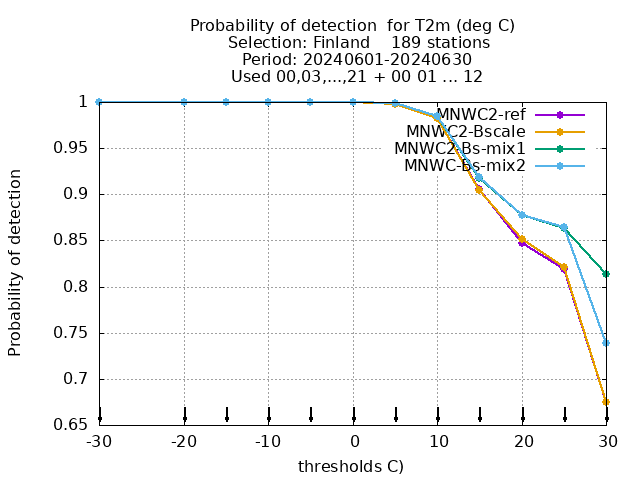 Probability of detection  for T2m (deg C)
Selection: Finland    189 stations
Period: 20240601-20240630
Used 00,03,...,21 + 00 01 ... 12
MNWC2-ref
MNWC2-Bscale
MNWC2-Bs-mix1
MNWC-Bs-mix2
1
0.95
0.9
0.85
0.8
0.75
0.7
0.65
Probability of detection
-30 -20 -10 0 10 20 30
thresholds C)